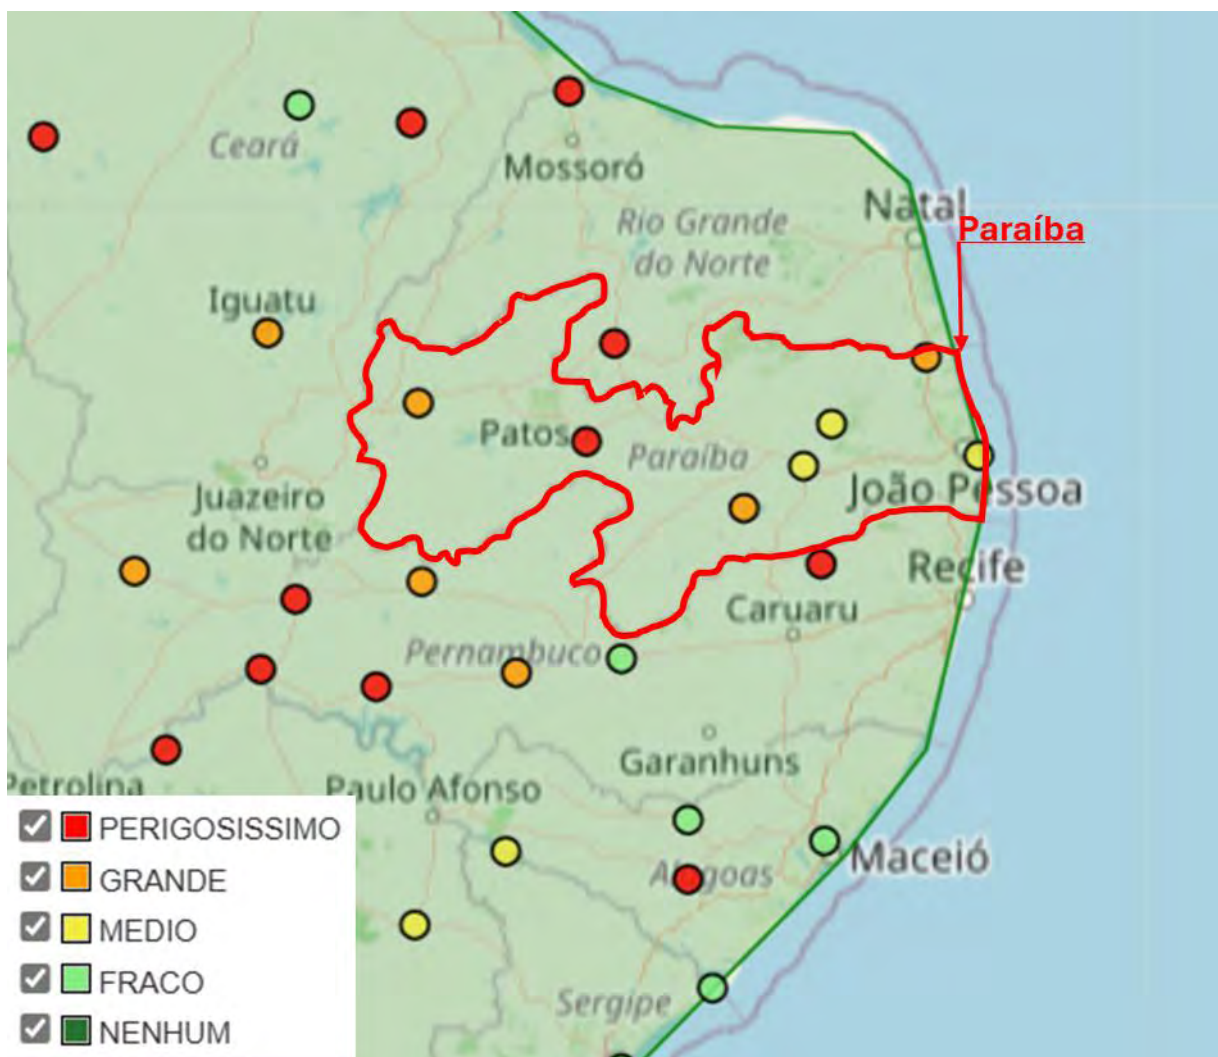 Ceará
Mossoró
Natal
Rio Grande
do Norte
Paraíba
Iguatu
Patos
Paraíba
João Pessoa
Juazeiro
do Norte
Recife
Caruaru
Pernambuco
Garanhuns
Petrolina
Paulo Afonso
Maceió
Alagoas
Sergipe
PERIGOSISSIMO
GRANDE
MEDIO
FRACO
NENHUM